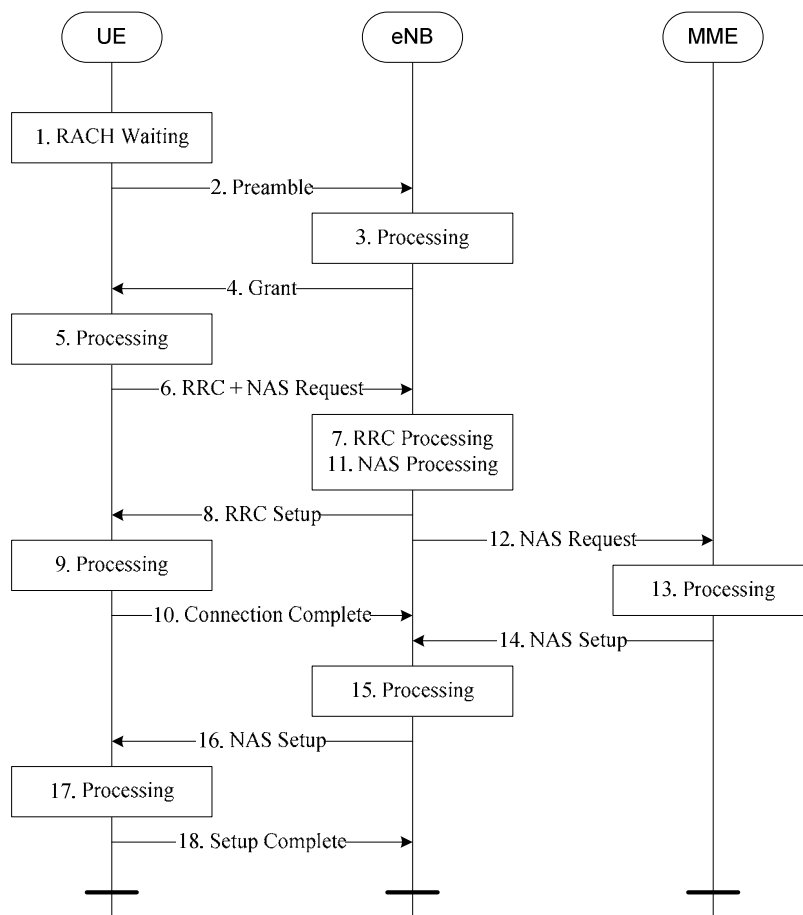 UE
eNB
MME
1. RACH Waiting
2. Preamble
3. Processing
4. Grant
5. Processing
6. RRC + NAS Request
7. RRC Processing
11. NAS Processing
8. RRC Setup
12. NAS Request
9. Processing
13. Processing
10. Connection Complete
14. NAS Setup
15. Processing
16. NAS Setup
17. Processing
18. Setup Complete